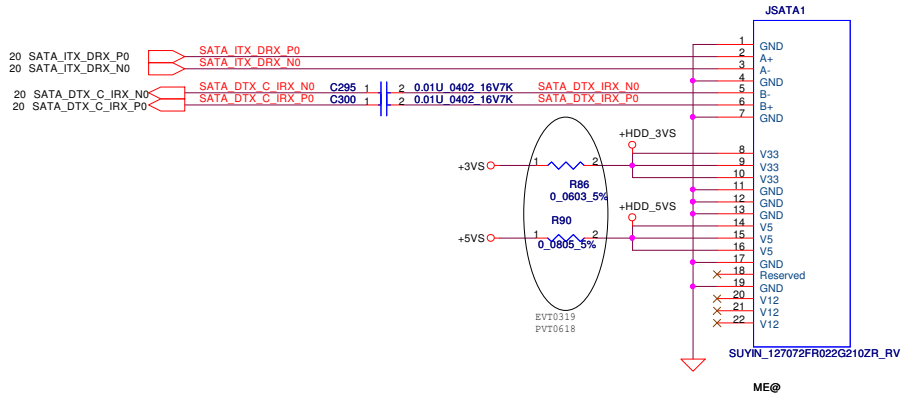 JSATA1
20 SATA_ITX_DRX_P0 SATA_ITX_DRX_P0
20 SATA_ITX_DRX_N0 SATA_ITX_DRX_N0
20 SATA_DTX_C_IRX_N0 SATA_DTX_C_IRX_N0 C295 1 2 0.01U_0402_16V7K SATA_DTX_IRX_N0
20 SATA_DTX_C_IRX_P0 SATA_DTX_C_IRX_P0 C300 1 2 0.01U_0402_16V7K SATA_DTX_IRX_P0
1 GND
2 A+
3 A-
4 GND
5 B-
6 B+
7 GND
+HDD_3VS
+3VS 1 2
R86
0_0603_5%
8 V33
9 V33
10 V33
11 GND
12 GND
13 GND
+HDD_5VS
R90
+5VS 1 2
0_0805_5%
14 V5
15 V5
16 V5
17 GND
18 Reserved
19 GND
20 V12
21 V12
22 V12
EVT0319
PVT0618
SUYIN_127072FR022G210ZR_RV
ME@